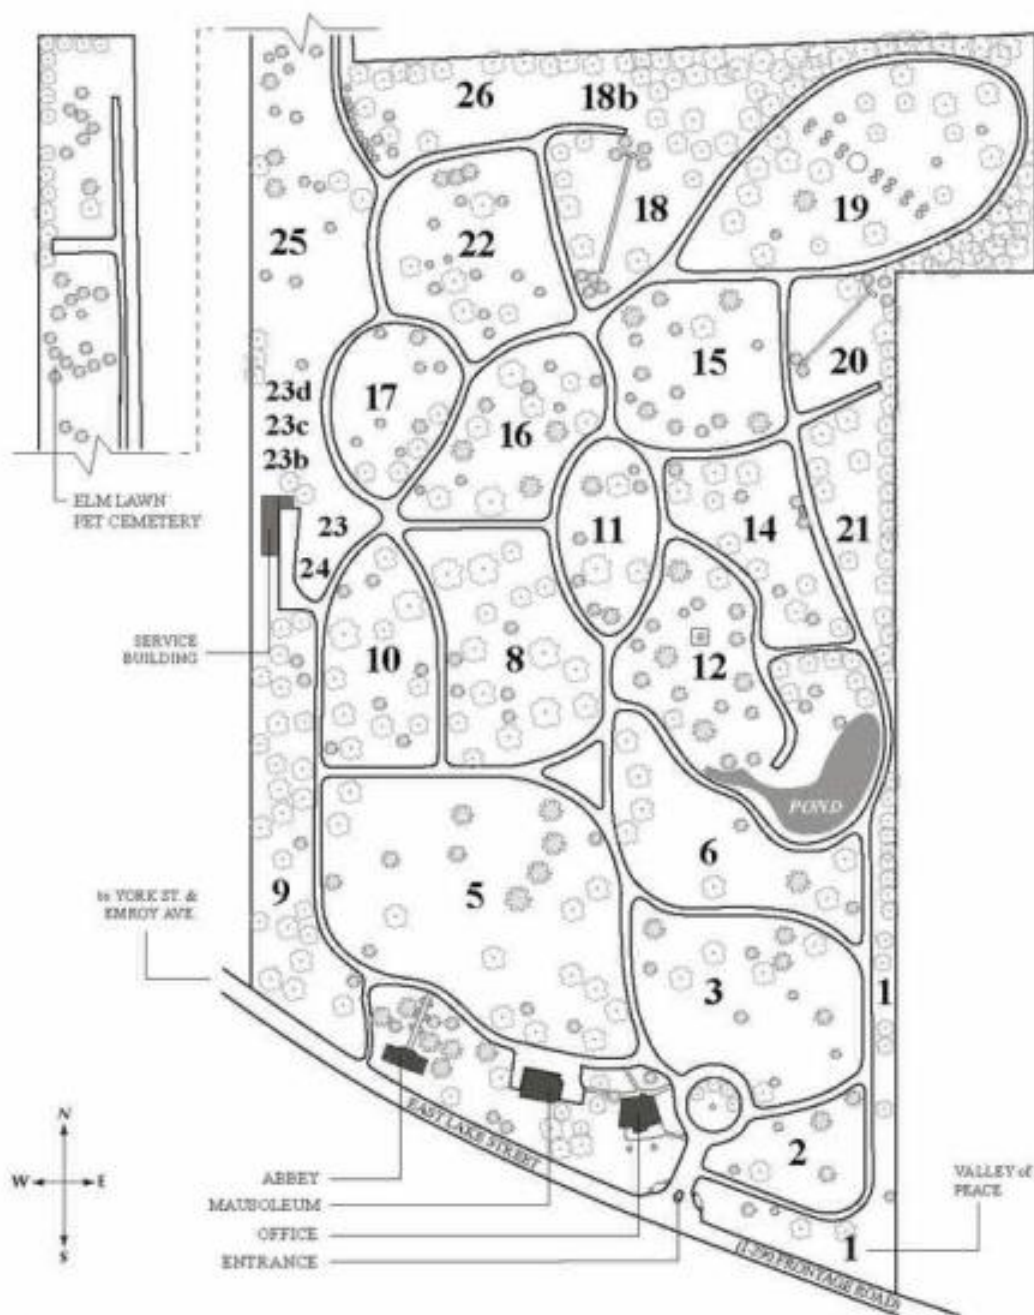 26
18b
19
18
25
22
15
20
23d
17
23c
16
23b
ELM LAWN
PET CEMETERY
23
11
14
21
24
SERVICE
BUILDING
10
8
12
POND
6
9
5
to YORK ST. &
EMROY AVE.
3
1
EAST LAKE STREET
N
W E
S
2
ABBEY
MAUSOLEUM
OFFICE
ENTRANCE
VALLEY of
PEACE
1
(I-290 FRONTAGE ROAD)